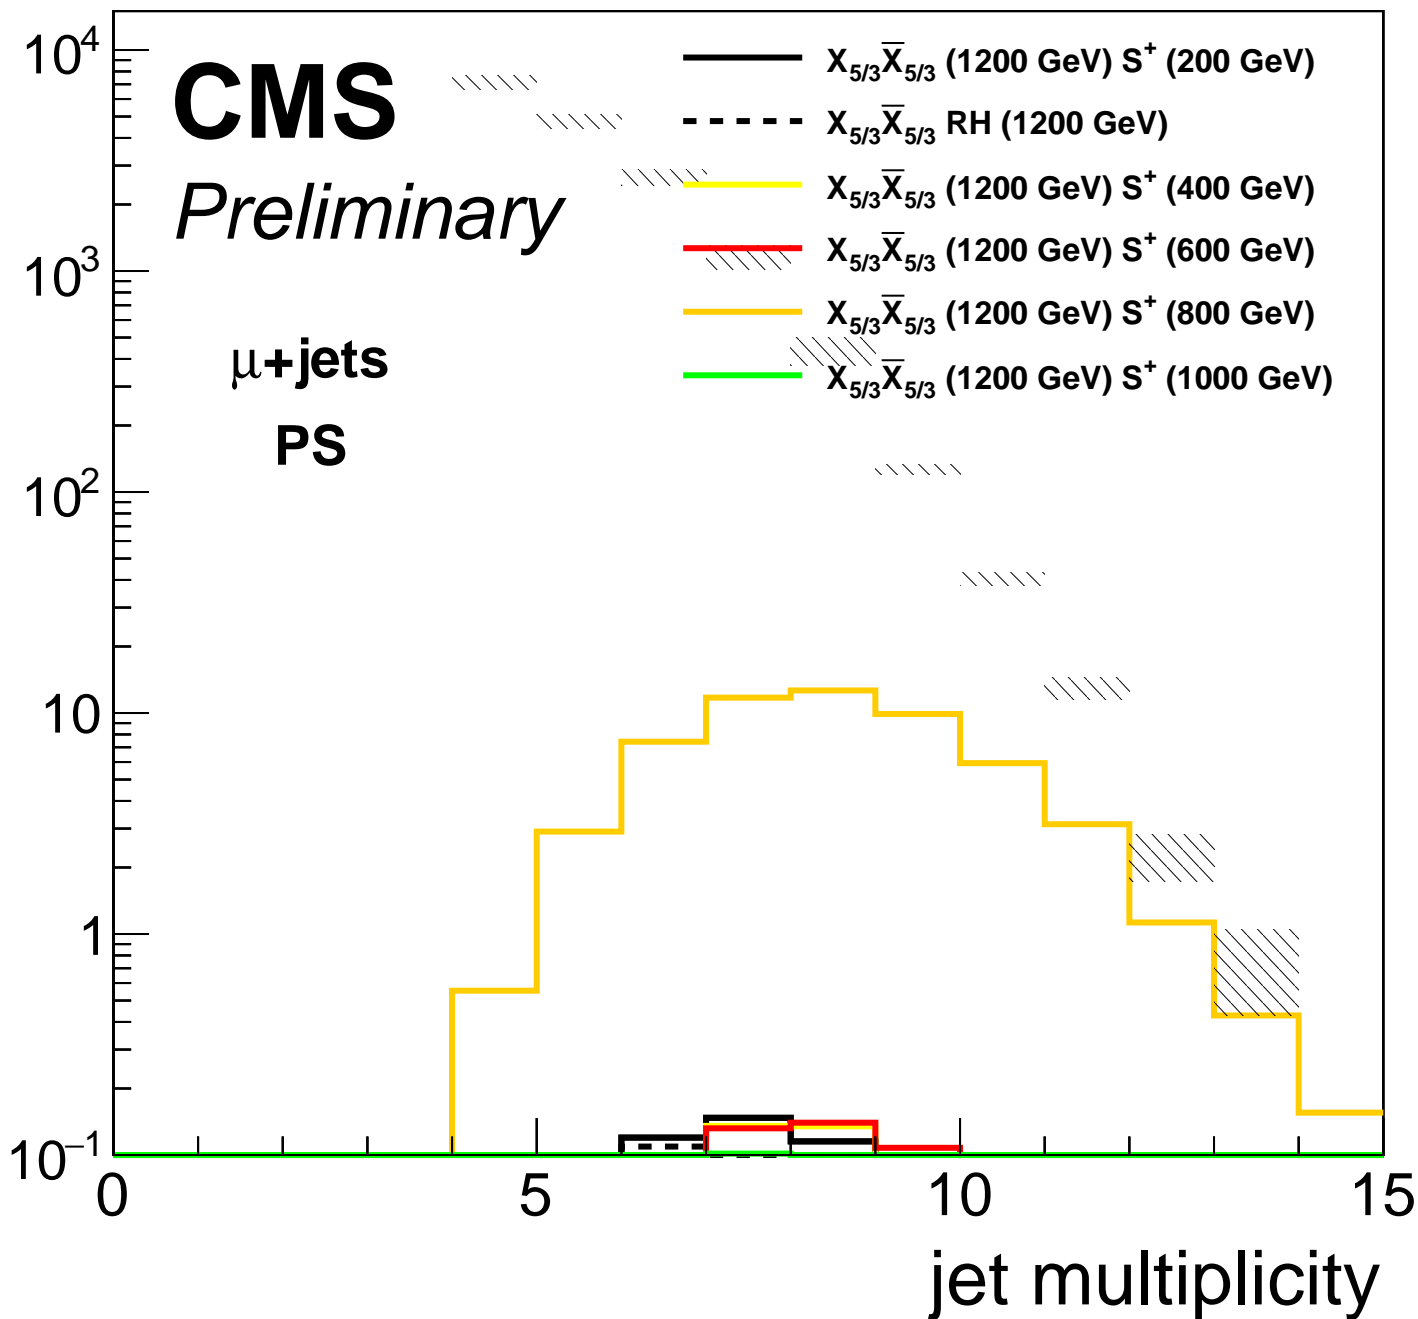 CMS
Preliminary
μ+jets
PS
X5/3X̅5/3 (1200 GeV) S⁺ (200 GeV)
X5/3X̅5/3 RH (1200 GeV)
X5/3X̅5/3 (1200 GeV) S⁺ (400 GeV)
X5/3X̅5/3 (1200 GeV) S⁺ (600 GeV)
X5/3X̅5/3 (1200 GeV) S⁺ (800 GeV)
X5/3X̅5/3 (1200 GeV) S⁺ (1000 GeV)
10⁴
10³
10²
10
1
10⁻¹
0 5 10 15
jet multiplicity